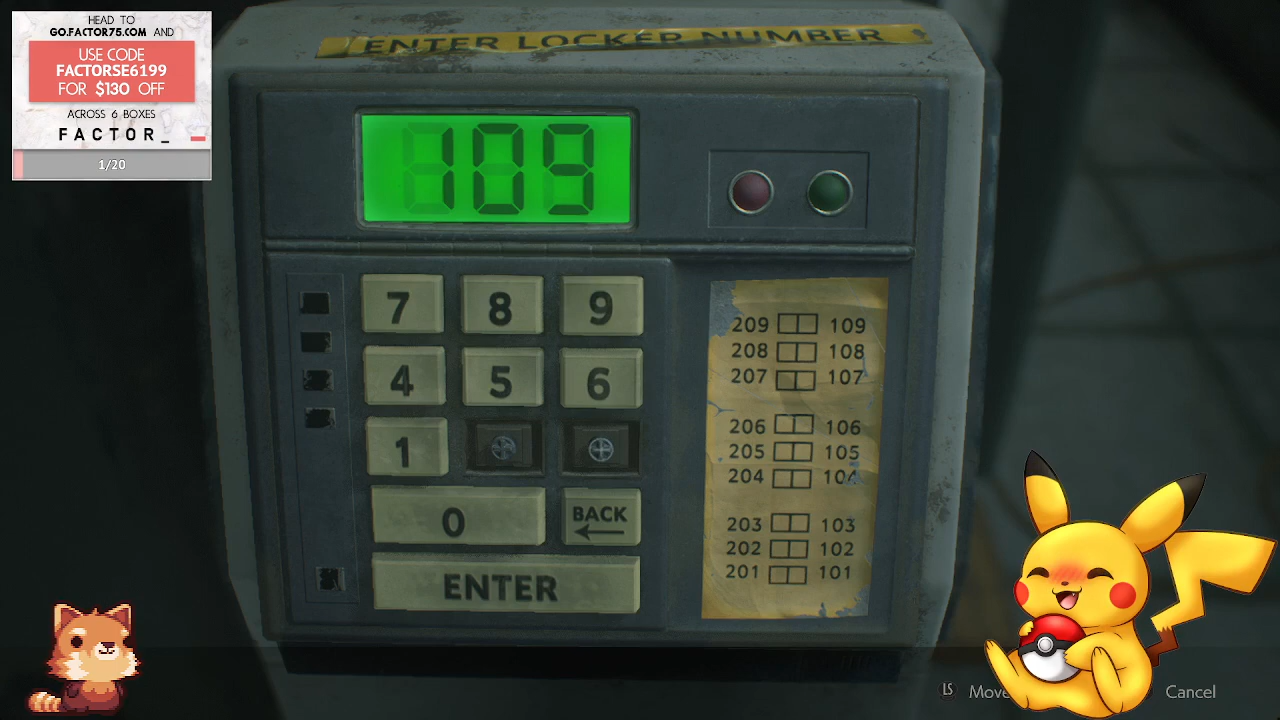 HEAD TO
GO.FACTOR75.COM AND
USE CODE
FACTORSE6199
FOR $130 OFF
ACROSS 6 BOXES
FACTOR_
1/20
ENTER LOCKER NUMBER
109
7 8 9
4 5 6
1
0 BACK
ENTER
209 109
208 108
207 107
206 106
205 105
204 104
203 103
202 102
201 101
LS Move
Cancel